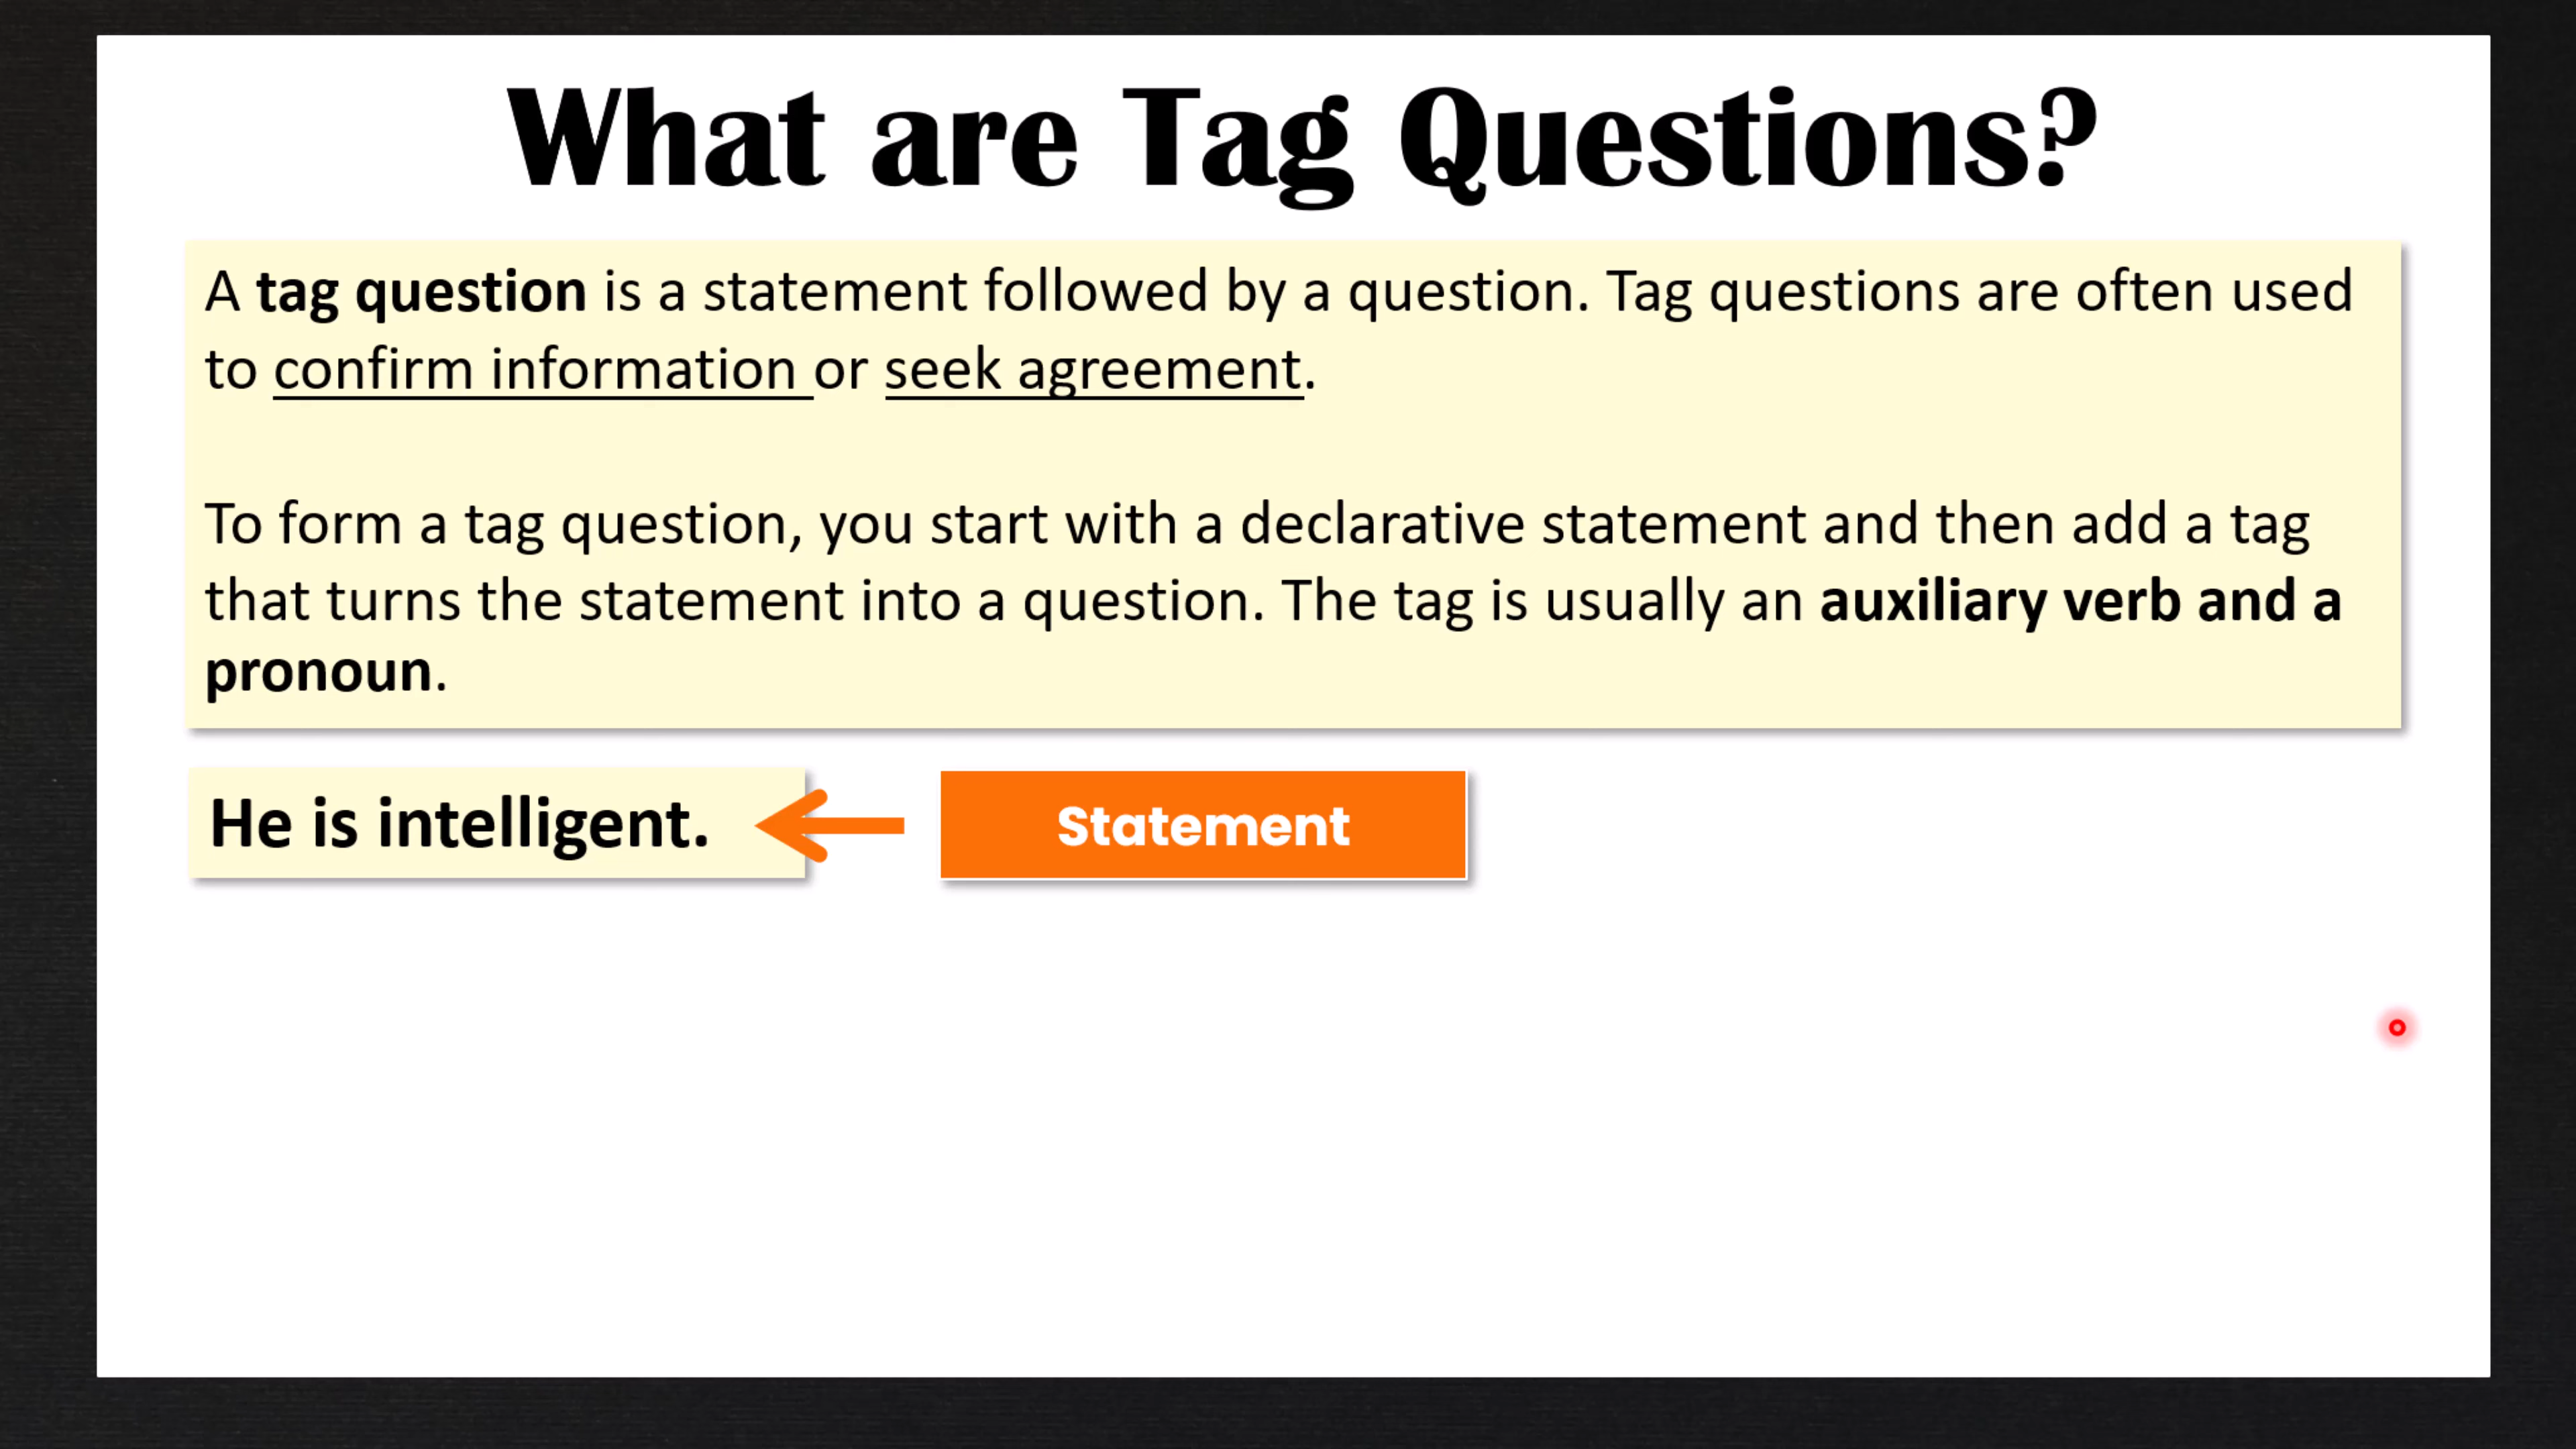 What are Tag Questions?
A tag question is a statement followed by a question. Tag questions are often used
to confirm information or seek agreement.
To form a tag question, you start with a declarative statement and then add a tag
that turns the statement into a question. The tag is usually an auxiliary verb and a
pronoun.
He is intelligent.
Statement